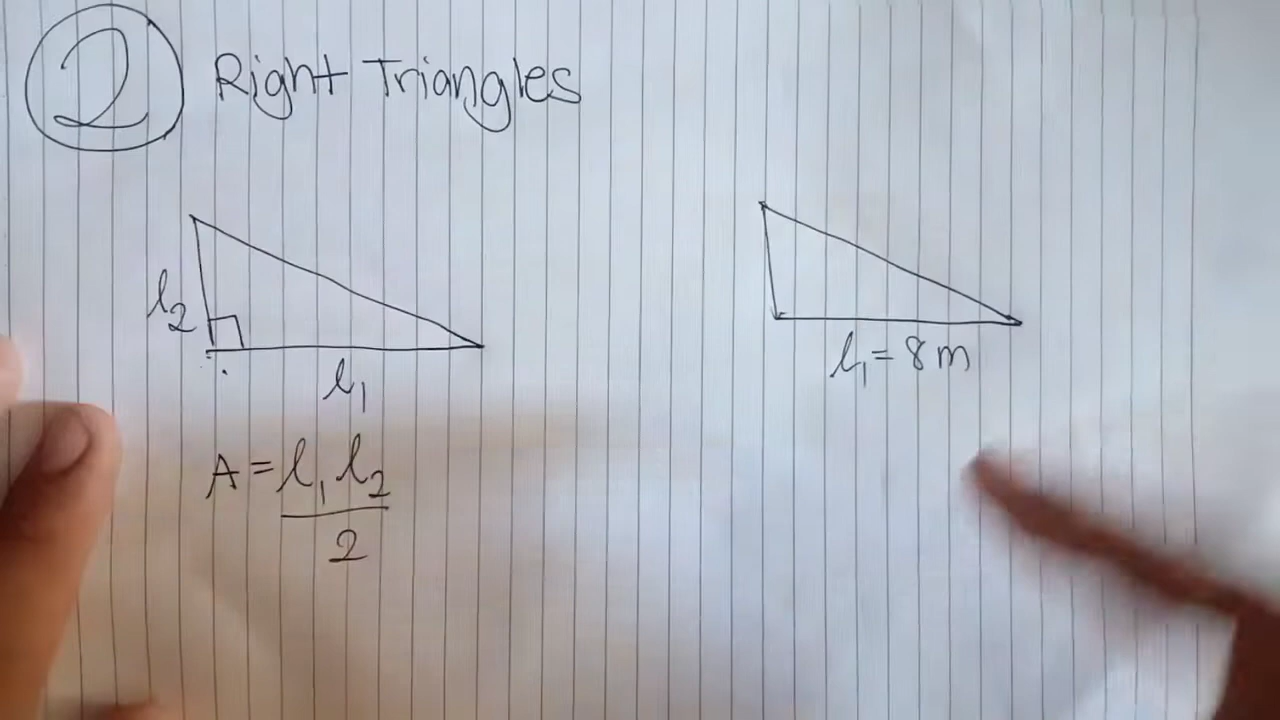 2 Right Triangles
l2
l1
l1 = 8 m
A = l1 l2
2